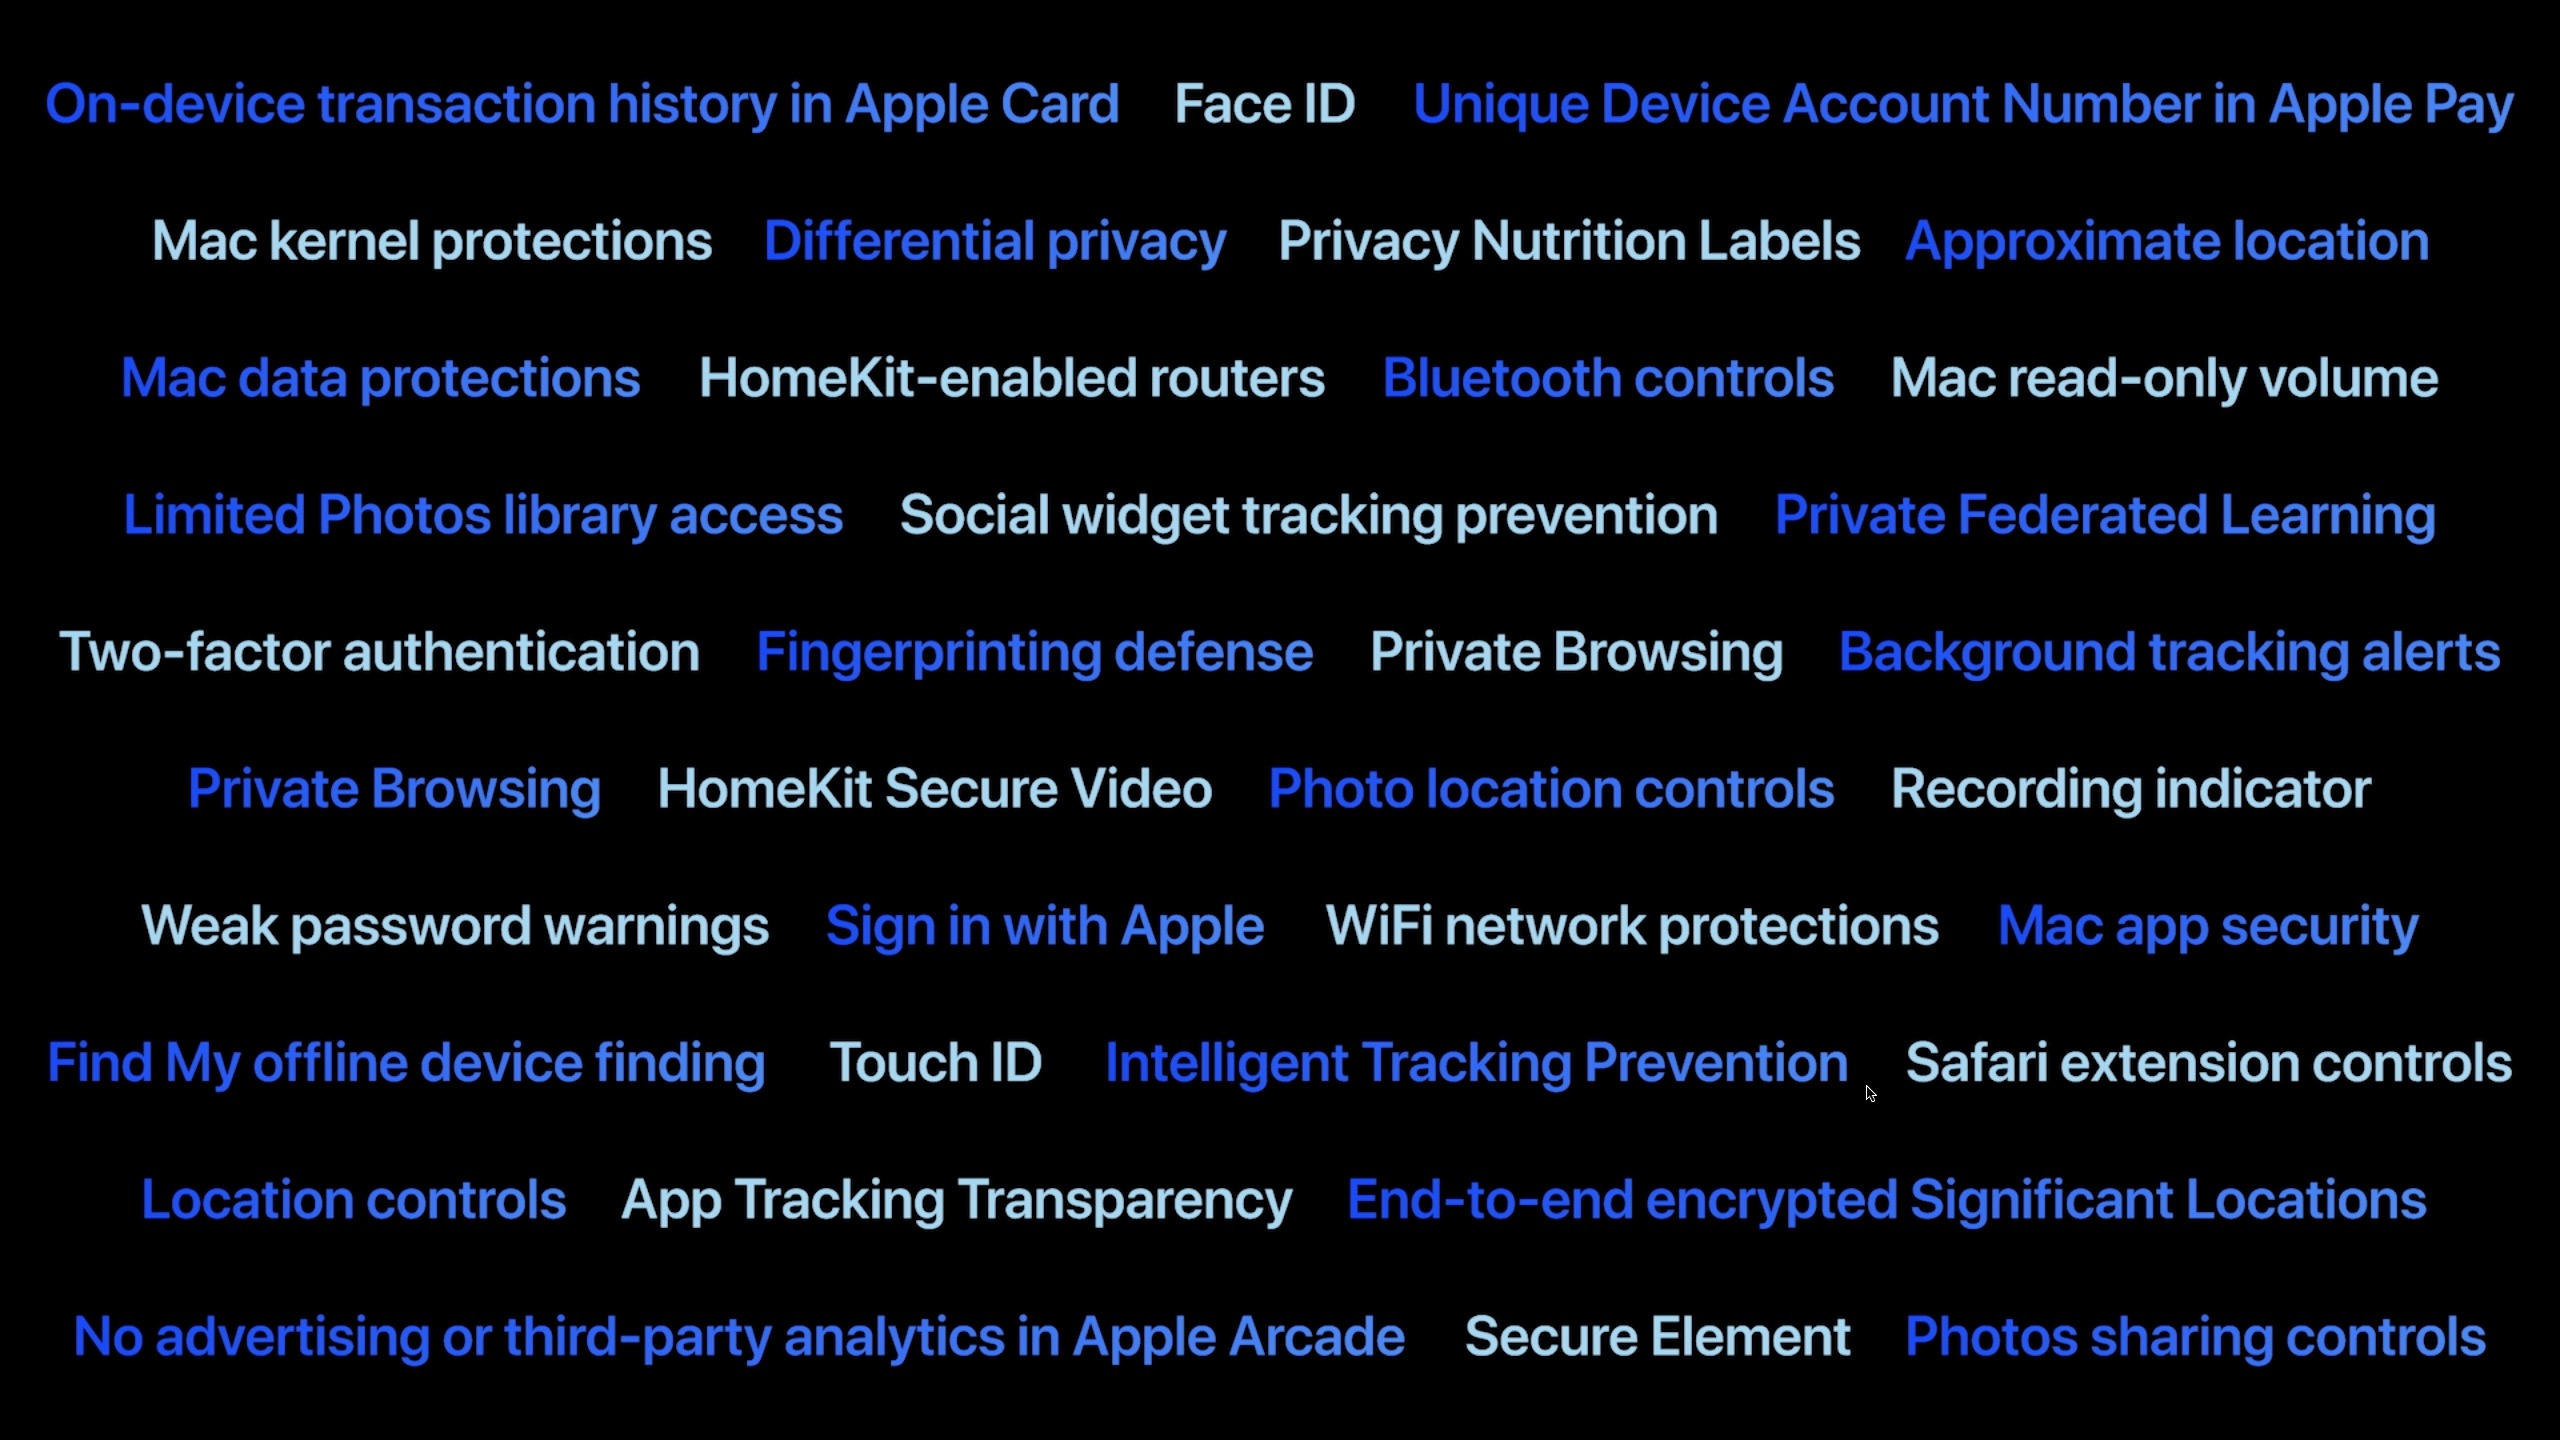 On-device transaction history in Apple Card Face ID Unique Device Account Number in Apple Pay
Mac kernel protections Differential privacy Privacy Nutrition Labels Approximate location
Mac data protections HomeKit-enabled routers Bluetooth controls Mac read-only volume
Limited Photos library access Social widget tracking prevention Private Federated Learning
Two-factor authentication Fingerprinting defense Private Browsing Background tracking alerts
Private Browsing HomeKit Secure Video Photo location controls Recording indicator
Weak password warnings Sign in with Apple WiFi network protections Mac app security
Find My offline device finding Touch ID Intelligent Tracking Prevention Safari extension controls
Location controls App Tracking Transparency End-to-end encrypted Significant Locations
No advertising or third-party analytics in Apple Arcade Secure Element Photos sharing controls